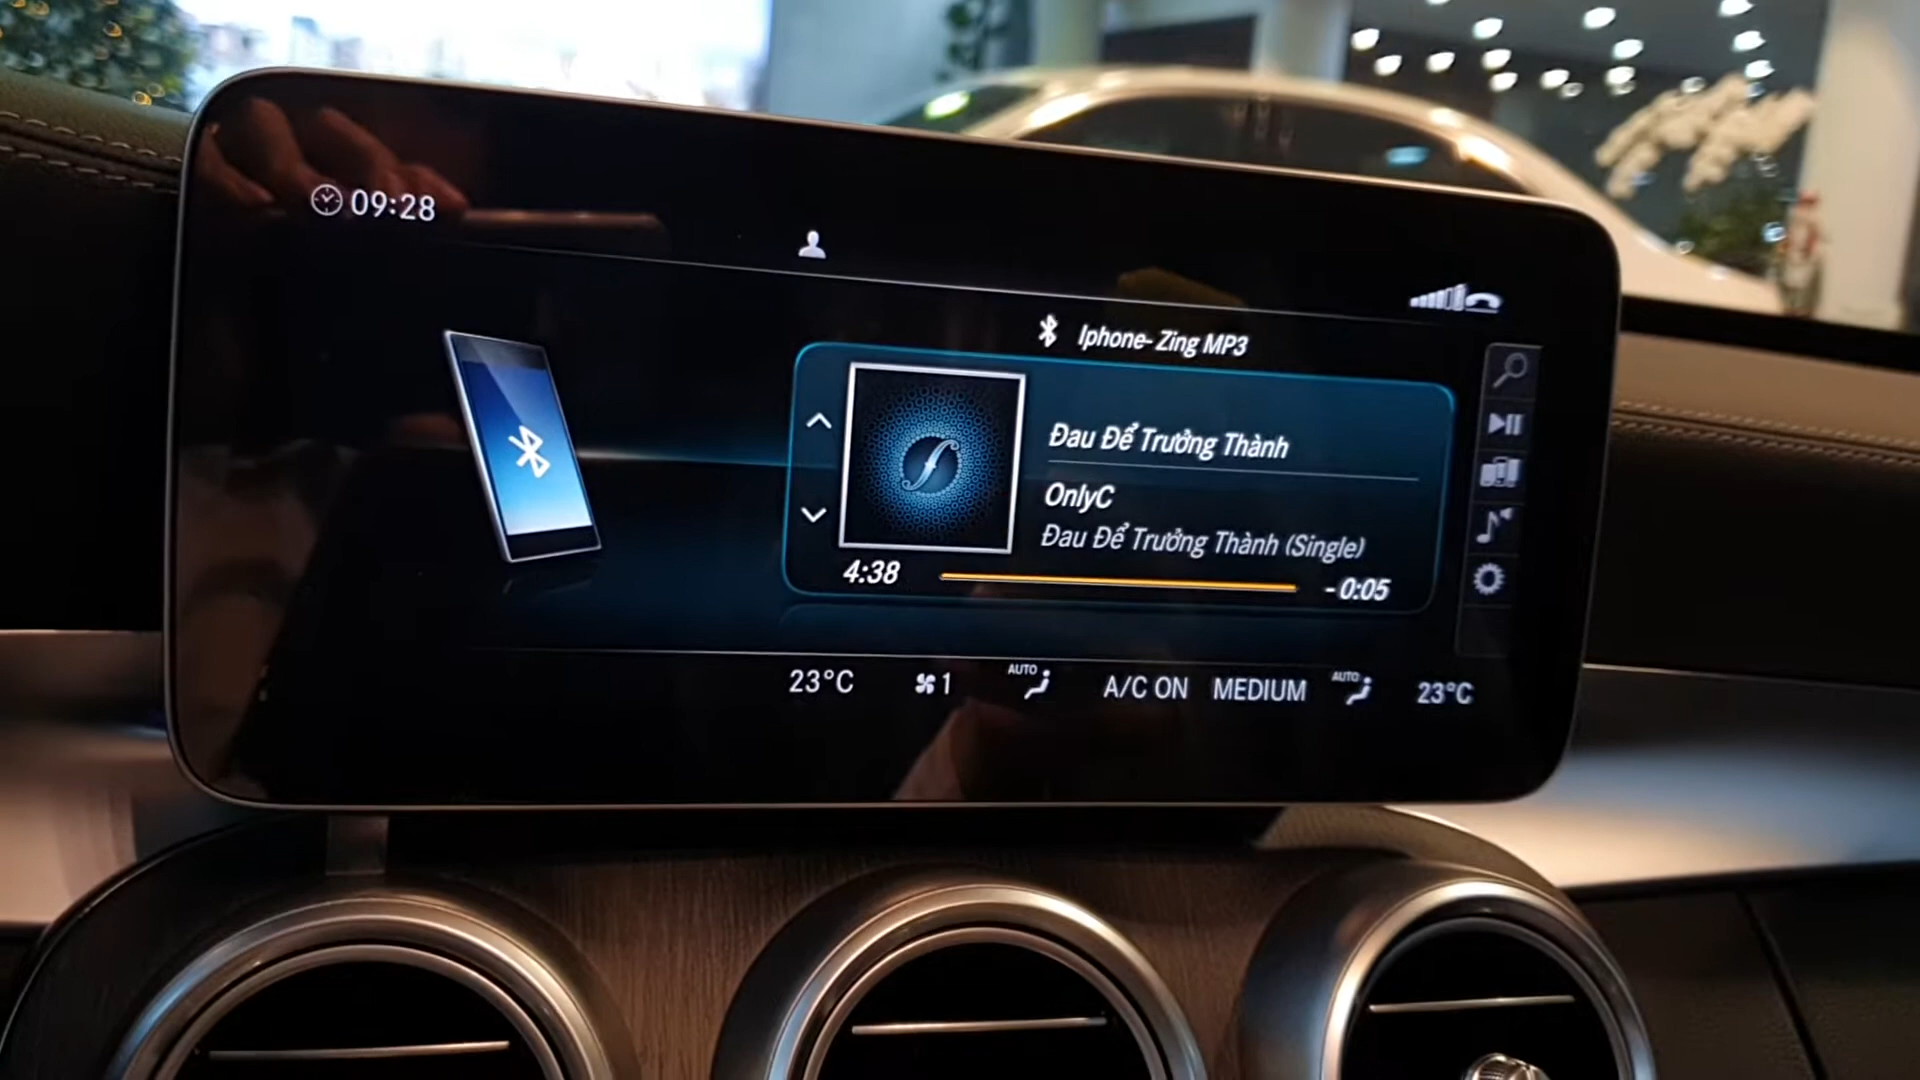 09:28
Iphone- Zing MP3
Đau Để Trưởng Thành
OnlyC
Đau Để Trưởng Thành (Single)
4:38
-0:05
23°C
1
AUTO
A/C ON
MEDIUM
AUTO
23°C